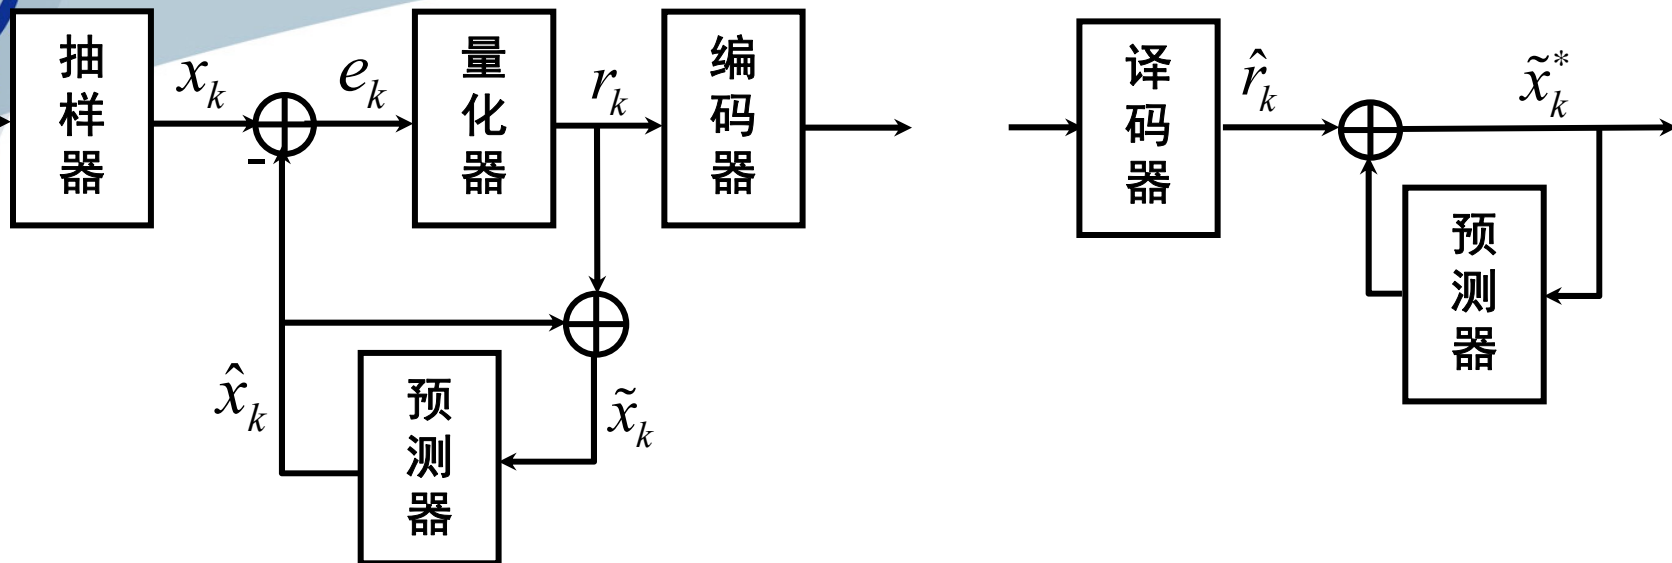 抽样器
x_k
-
e_k
量化器
r_k
编码器
x̂_k
预测器
x̃_k
译码器
r̂_k
x̃_k^*
预测器